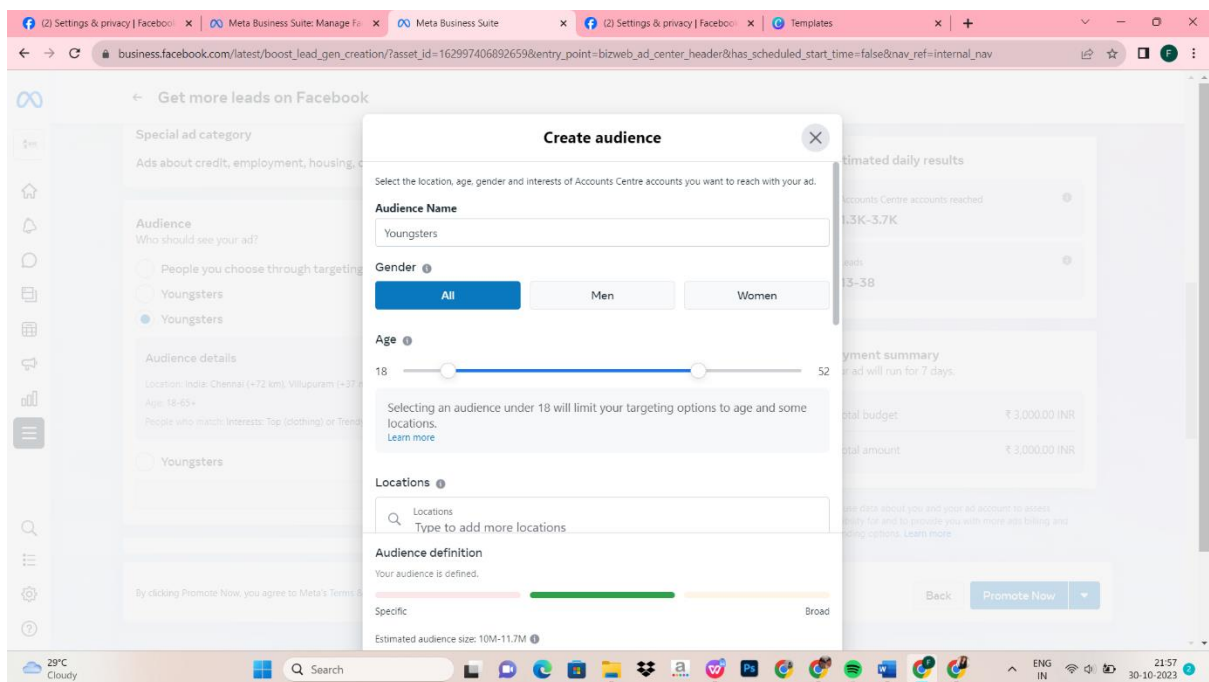 (2) Settings & privacy | Faceboo
Meta Business Suite: Manage Fa
Meta Business Suite
(2) Settings & privacy | Faceboo
Templates
business.facebook.com/latest/boost_lead_gen_creation/?asset_id=162997406892659&entry_point=bizweb_ad_center_header&has_scheduled_start_time=false&nav_ref=internal_nav
F
Get more leads on Facebook
Special ad category
Ads about credit, employment, housing,
Audience
Who should see your ad?
People you choose through targeting
Youngsters
Youngsters
Audience details
Location: India: Chennai (+72 km), Villupuram (+37
Age: 18-65+
People who match: Interests: Top (clothing) or Trend
Youngsters
By clicking Promote Now, you agree to Meta's Terms &
Create audience
Select the location, age, gender and interests of Accounts Centre accounts you want to reach with your ad.
Audience Name
Youngsters
Gender
All
Men
Women
Age
18
52
Selecting an audience under 18 will limit your targeting options to age and some
locations.
Learn more
Locations
Locations
Type to add more locations
Audience definition
Your audience is defined.
Specific
Broad
Estimated audience size: 10M-11.7M
timated daily results
Accounts Centre accounts reached
1.3K-3.7K
eads
13-38
yment summary
r ad will run for 7 days.
otal budget
₹ 3,000.00 INR
otal amount
₹ 3,000.00 INR
Learn more
Back
Promote Now
29°C
Cloudy
Search
ENG
IN
21:57
30-10-2023
2